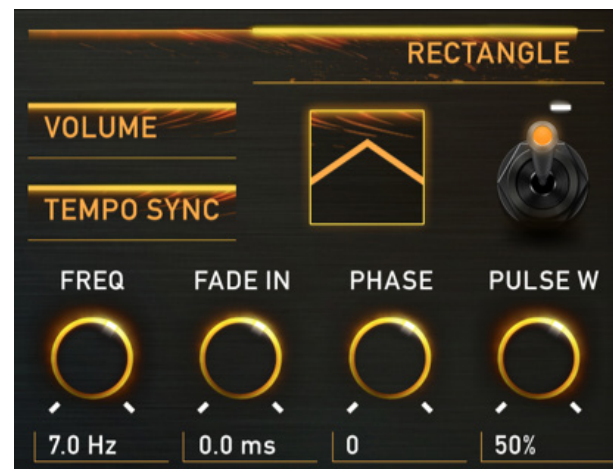 RECTANGLE
VOLUME
TEMPO SYNC
FREQ FADE IN PHASE PULSE W
7.0 Hz 0.0 ms 0 50%